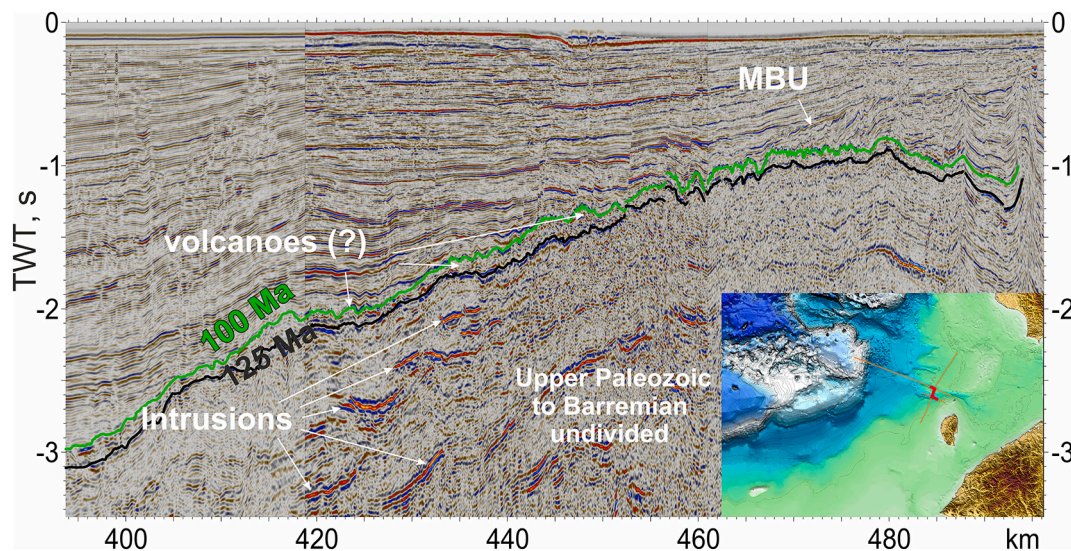 0
0
MBU
-1
-1
TWT, s
volcanoes (?)
100 Ma
125 Ma
-2
-2
Intrusions
Upper Paleozoic
to Barremian
undivided
-3
-3
400
420
440
460
480
km